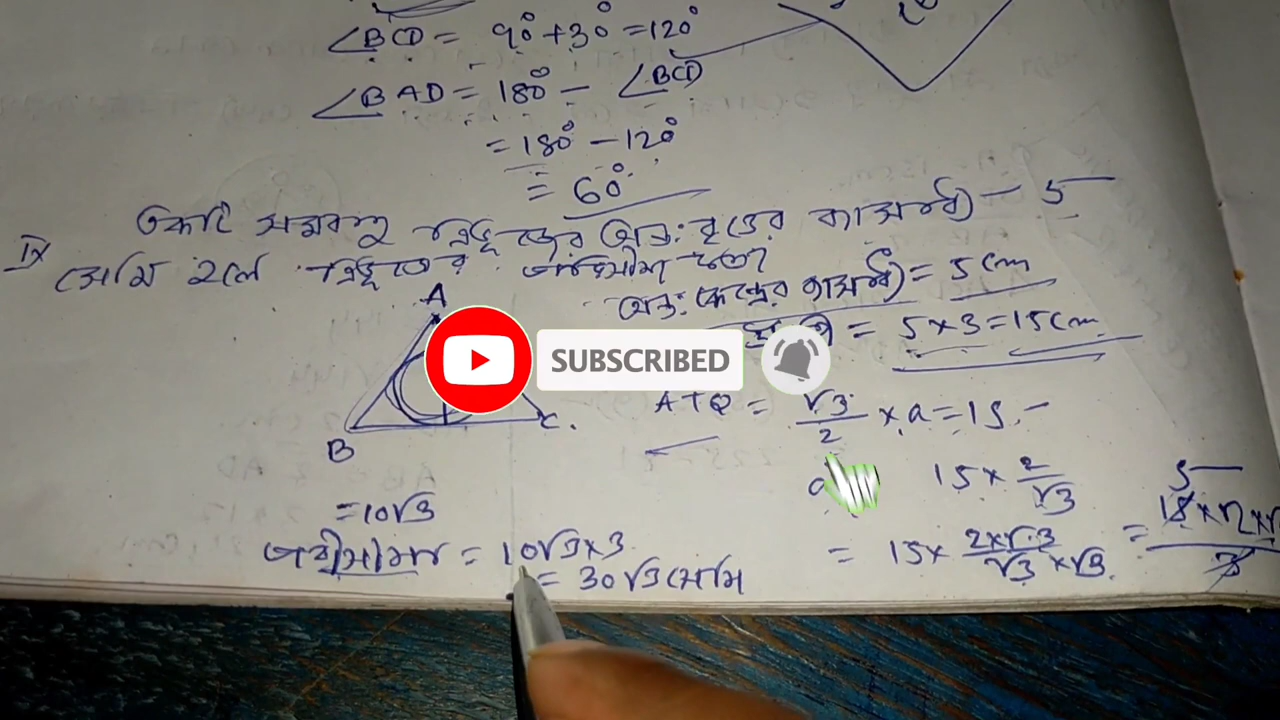 ∠BCD = 90° + 30° = 120°
∠BAD = 180° − ∠BCD
= 180° − 120°
= 60°
IX একটি সমবাহু ত্রিভুজের অন্তঃবৃত্তের ব্যাসার্ধ − 5
সেমি হলে ত্রিভুজের পরিসীমা
অন্তঃকেন্দ্রের ব্যাসার্ধ = 5 cm
= 5×3 = 15 cm
A
B
C.
SUBSCRIBED
ATQ = √3/2 × a = 15 −
a 15 × 2/√3
= 15 × 2×√3/√3×√3 =
= 10√3
= 10√3×3
= 30√3 সেমি